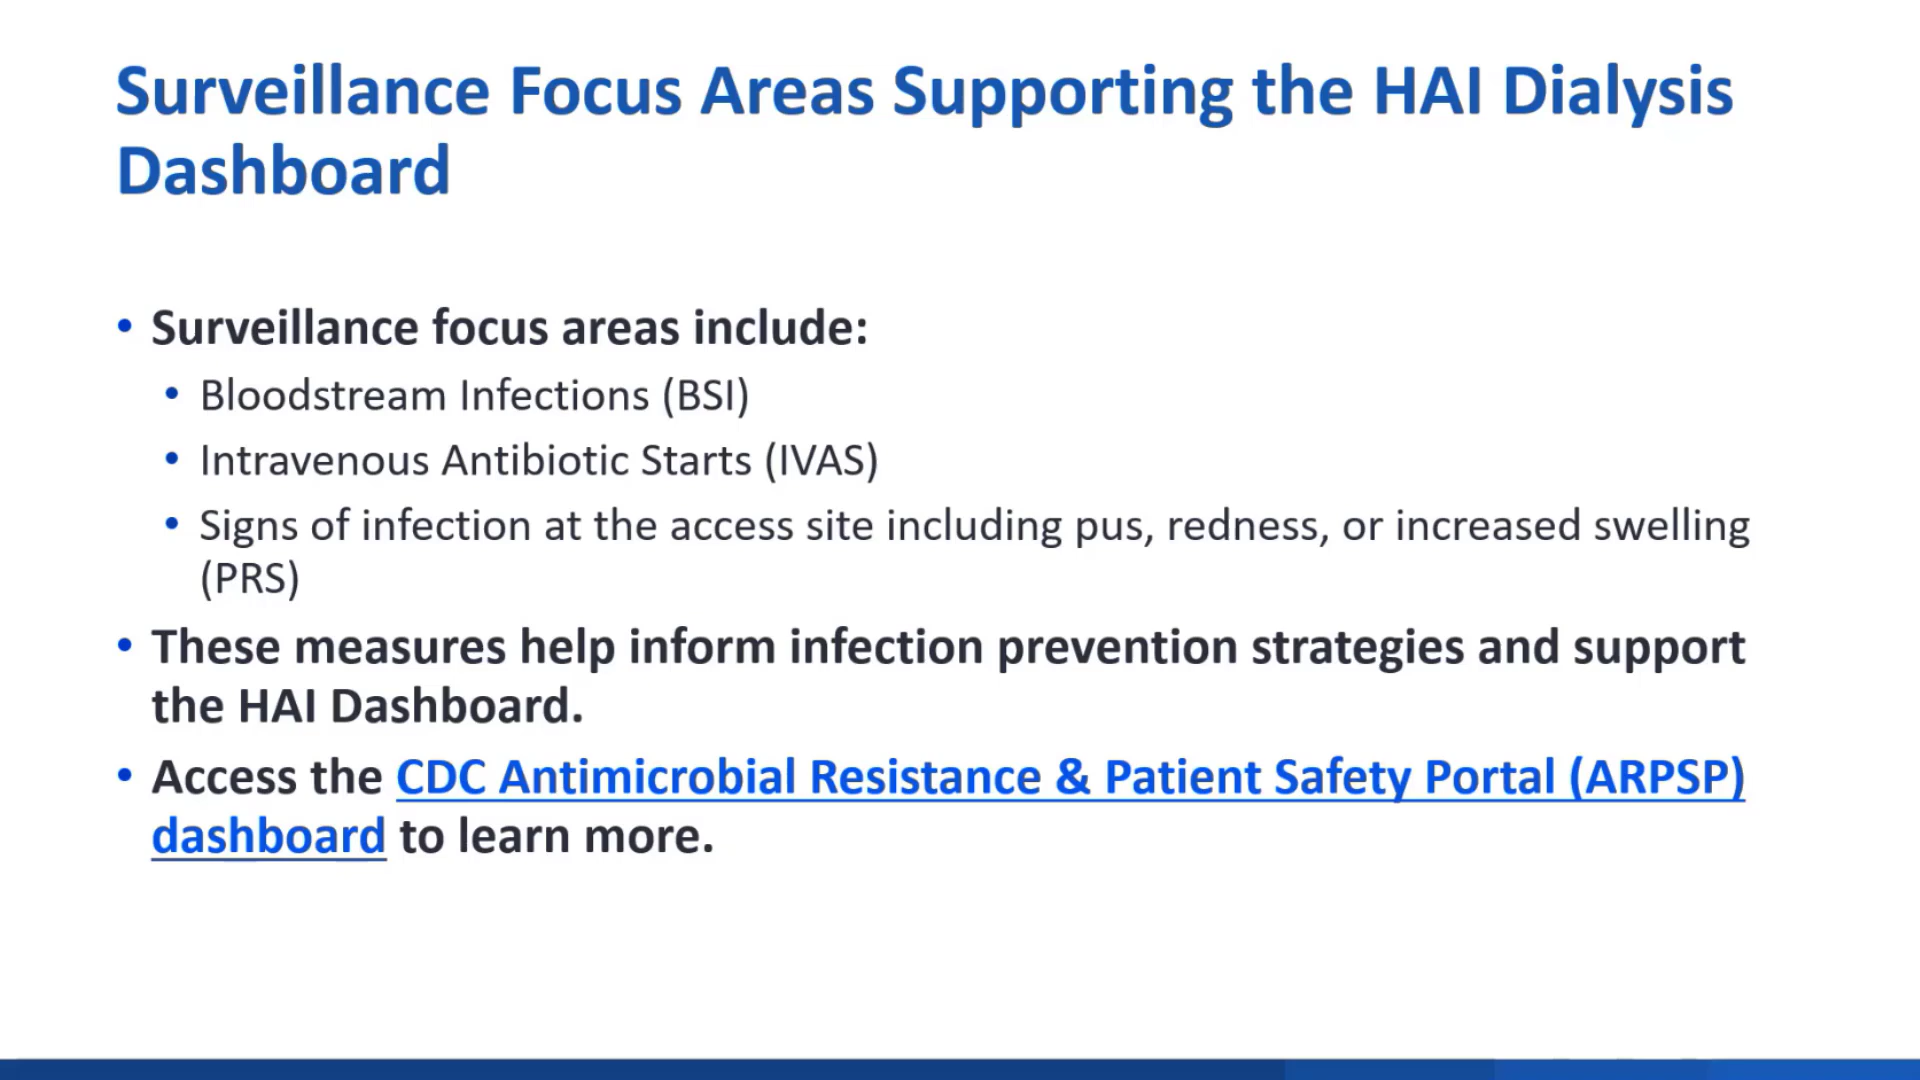 Surveillance Focus Areas Supporting the HAI Dialysis
Dashboard
• Surveillance focus areas include:
• Bloodstream Infections (BSI)
• Intravenous Antibiotic Starts (IVAS)
• Signs of infection at the access site including pus, redness, or increased swelling
(PRS)
• These measures help inform infection prevention strategies and support
the HAI Dashboard.
• Access the CDC Antimicrobial Resistance & Patient Safety Portal (ARPSP)
dashboard to learn more.